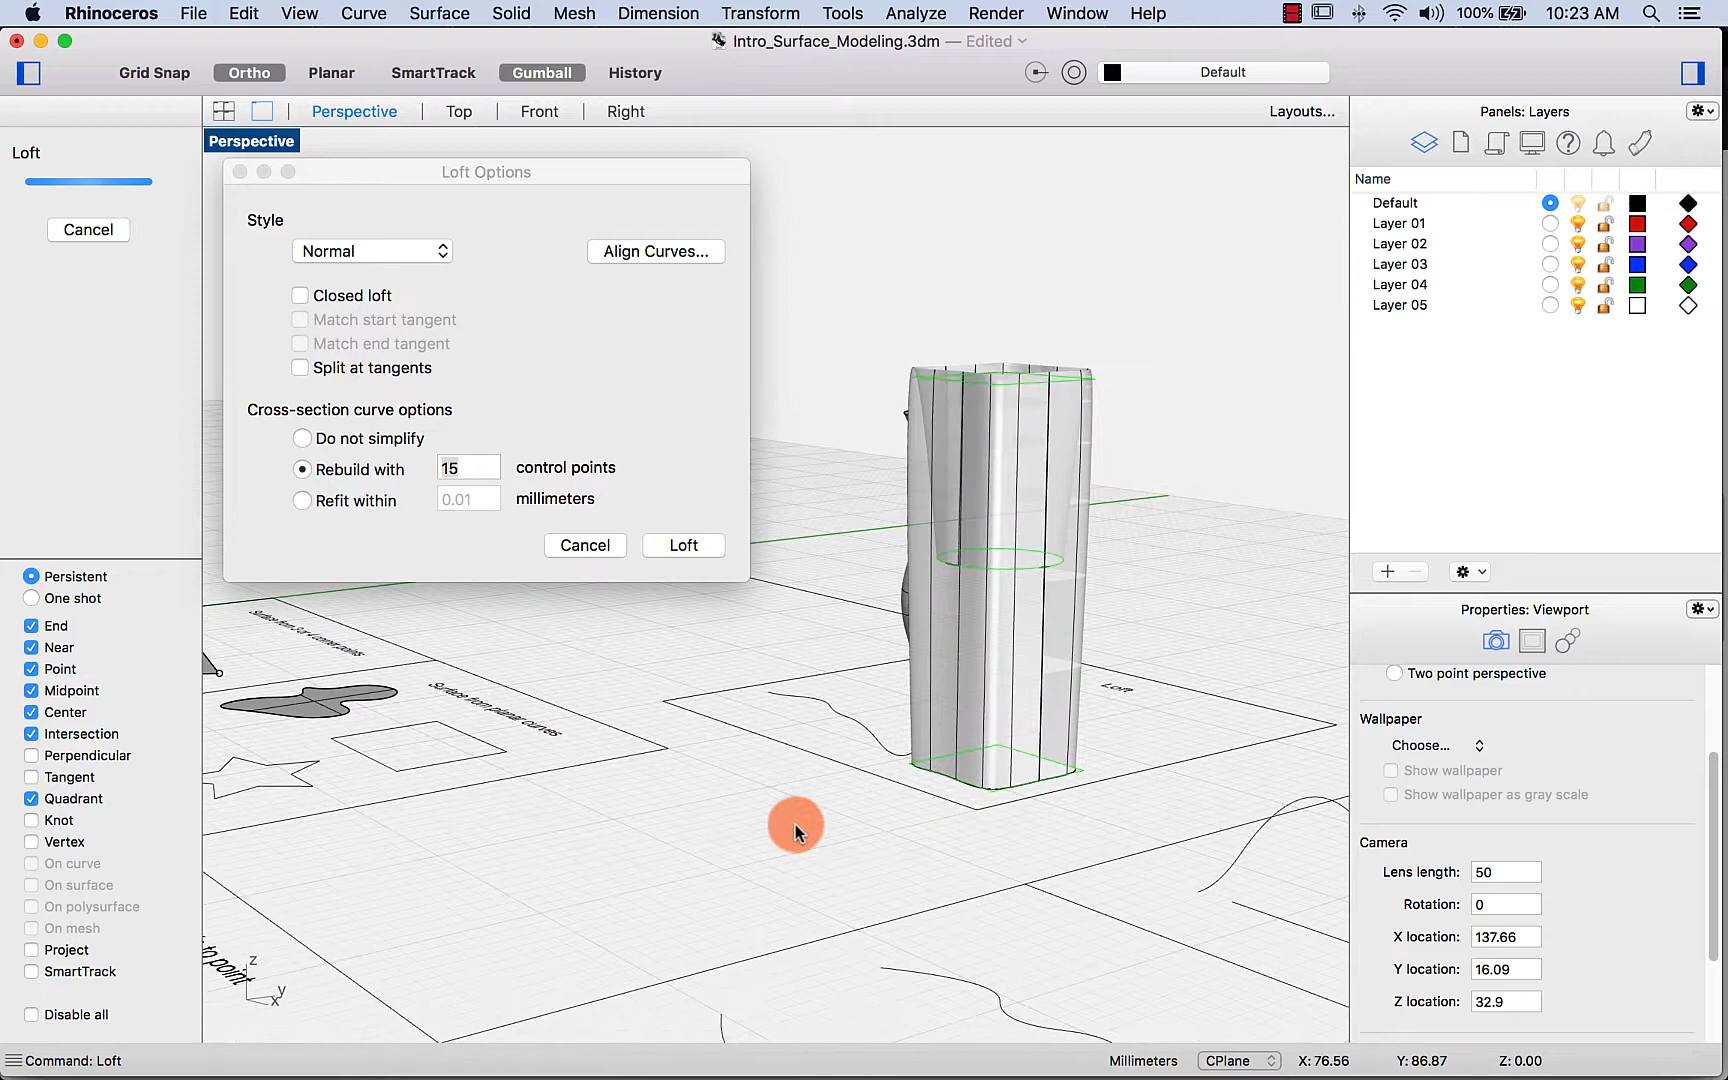 Rhinoceros File Edit View Curve Surface Solid Mesh Dimension Transform Tools Analyze Render Window Help 100% 10:23 AM
Intro_Surface_Modeling.3dm — Edited
Grid Snap Ortho Planar SmartTrack Gumball History Default
Perspective Top Front Right Layouts...
Panels: Layers
Perspective
Loft
Cancel
Loft Options
Style
Normal Align Curves...
Closed loft
Match start tangent
Match end tangent
Split at tangents
Cross-section curve options
Do not simplify
Rebuild with 15 control points
Refit within 0.01 millimeters
Cancel Loft
Name
Default
Layer 01
Layer 02
Layer 03
Layer 04
Layer 05
Persistent
One shot
End
Near
Point
Midpoint
Center
Intersection
Perpendicular
Tangent
Quadrant
Knot
Vertex
On curve
On surface
On polysurface
On mesh
Project
SmartTrack
Disable all
Surface from planar curves
Loft
to point
z
y
x
Properties: Viewport
Two point perspective
Wallpaper
Choose...
Show wallpaper
Show wallpaper as gray scale
Camera
Lens length: 50
Rotation: 0
X location: 137.66
Y location: 16.09
Z location: 32.9
Command: Loft
Millimeters CPlane X: 76.56 Y: 86.87 Z: 0.00